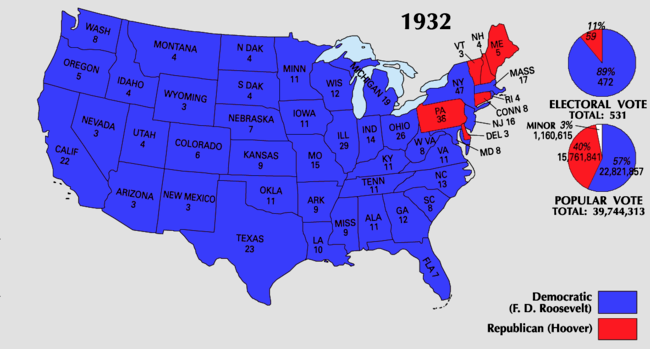 1932
WASH
8
OREGON
5
CALIF
22
NEVADA
3
IDAHO
4
MONTANA
4
WYOMING
3
UTAH
4
COLORADO
6
ARIZONA
3
NEW MEXICO
3
N DAK
4
S DAK
4
NEBRASKA
7
KANSAS
9
OKLA
11
TEXAS
23
MINN
11
IOWA
11
MO
15
ARK
9
LA
10
WIS
12
ILL
29
MICHIGAN 19
IND
14
OHIO
26
KY
11
TENN
11
MISS
9
ALA
11
GA
12
FLA 7
SC
8
NC
13
VA
11
W VA
8
PA
36
NY
47
VT
3
NH
4
ME
5
MASS
17
RI 4
CONN 8
NJ 16
DEL 3
MD 8
11%
59
89%
472
ELECTORAL VOTE
TOTAL: 531
MINOR 3%
1,160,615
40%
15,761,841
57%
22,821,857
POPULAR VOTE
TOTAL: 39,744,313
Democratic
(F. D. Roosevelt)
Republican (Hoover)